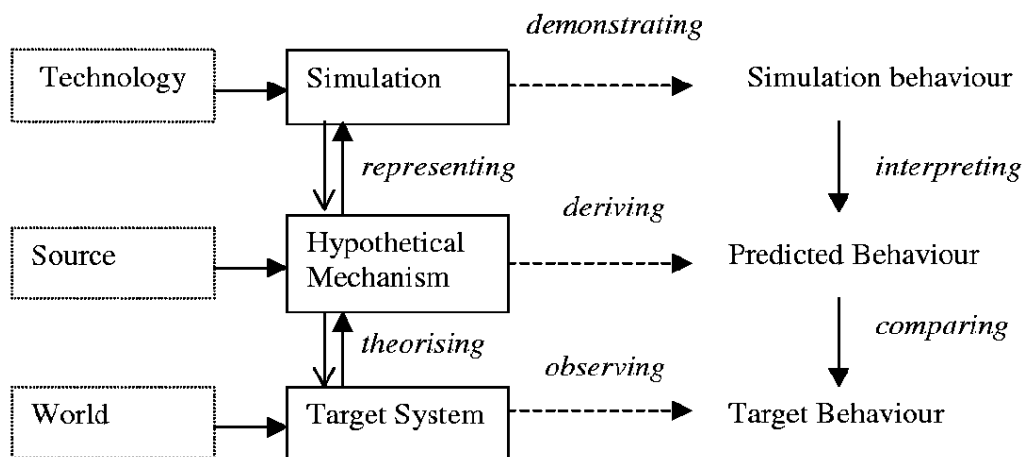 demonstrating
Technology
Simulation
Simulation behaviour
representing
interpreting
deriving
Source
Hypothetical
Mechanism
Predicted Behaviour
theorising
comparing
observing
World
Target System
Target Behaviour